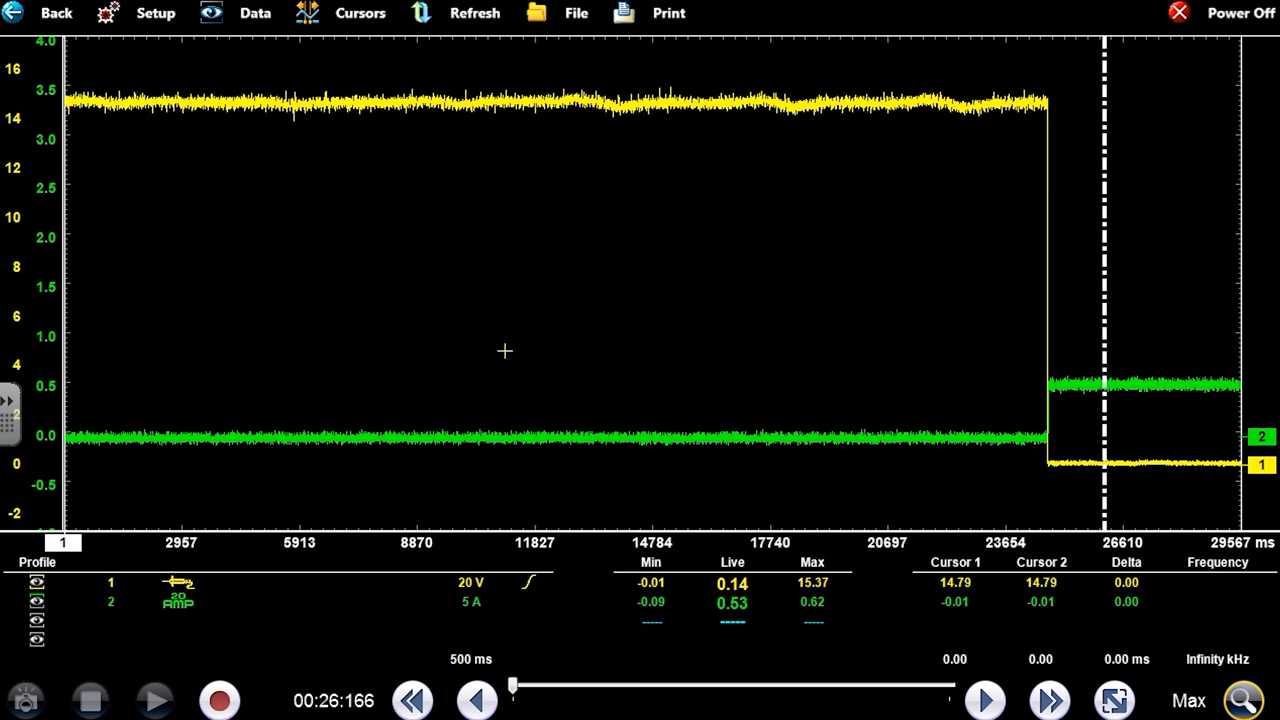 Back Setup Data Cursors Refresh File Print Power Off
4.0
16
3.5
14
3.0
12
2.5
10
2.0
8
1.5
6
1.0
4
0.5
2
0.0
2
0
1
-0.5
-2
1 2957 5913 8870 11827 14784 17740 20697 23654 26610 29567 ms
Profile Min Live Max Cursor 1 Cursor 2 Delta Frequency
1 20 V -0.01 0.14 15.37 14.79 14.79 0.00
2 20 AMP 5 A -0.09 0.53 0.62 -0.01 -0.01 0.00
----- ----- -----
500 ms 0.00 0.00 0.00 ms Infinity kHz
00:26:166 Max